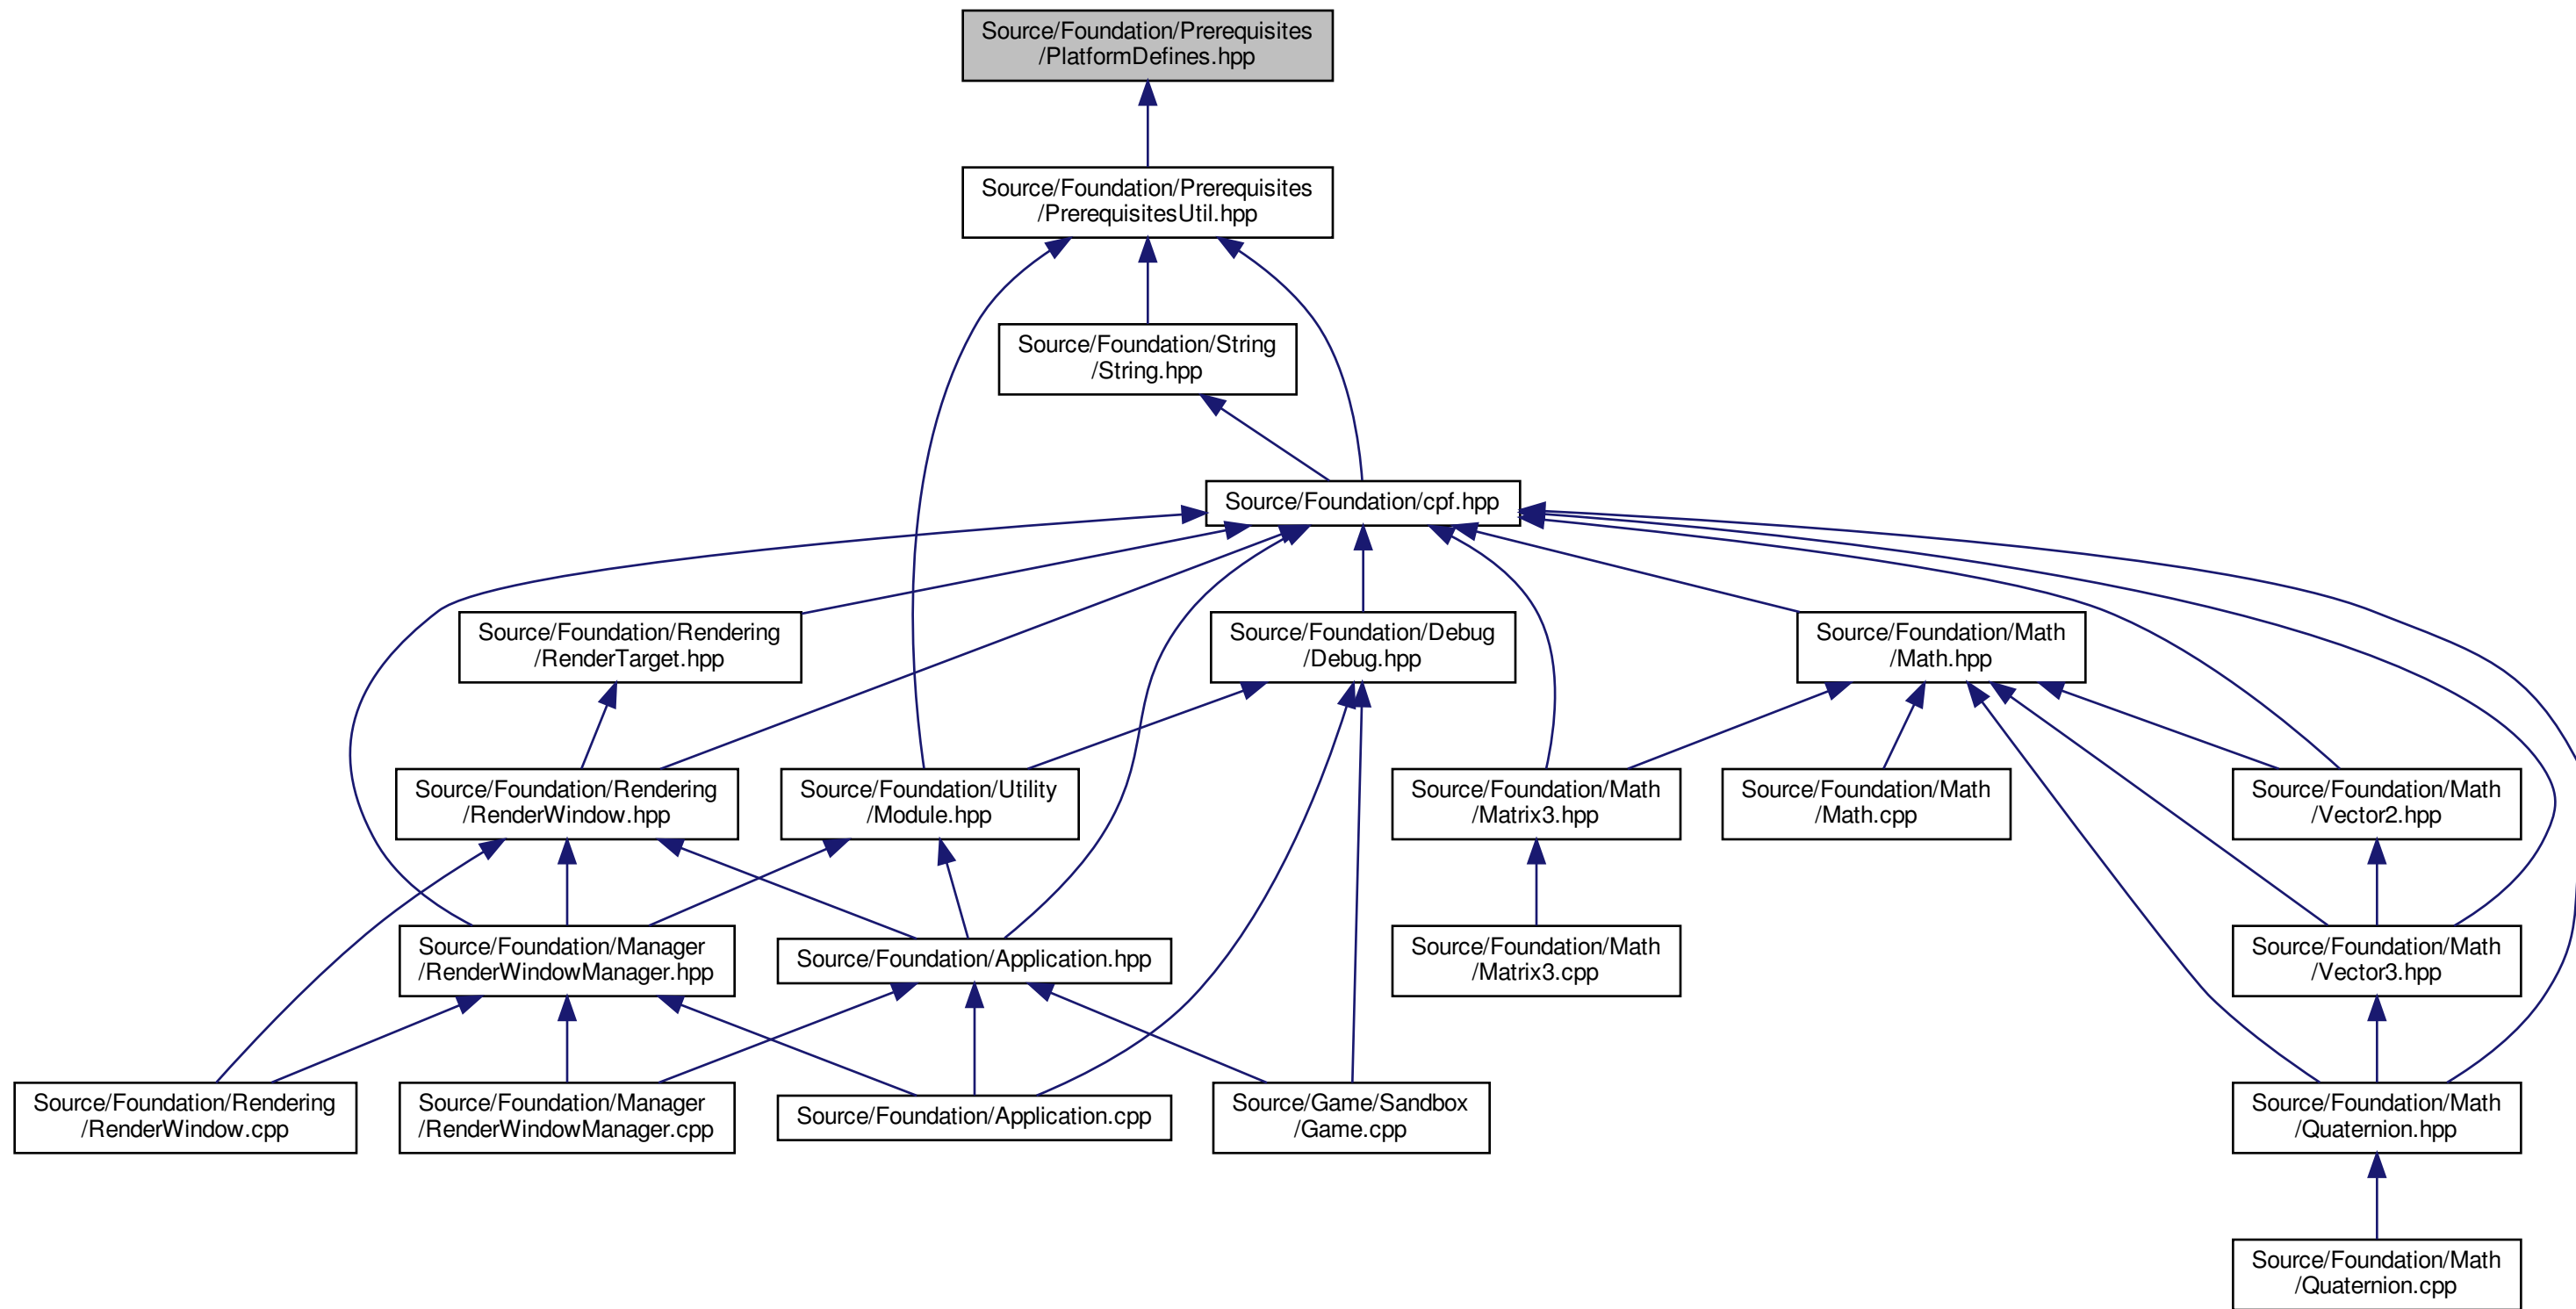 Source/Foundation/Prerequisites
/PlatformDefines.hpp
Source/Foundation/Prerequisites
/PrerequisitesUtil.hpp
Source/Foundation/String
/String.hpp
Source/Foundation/cpf.hpp
Source/Foundation/Rendering
/RenderTarget.hpp
Source/Foundation/Debug
/Debug.hpp
Source/Foundation/Math
/Math.hpp
Source/Foundation/Rendering
/RenderWindow.hpp
Source/Foundation/Utility
/Module.hpp
Source/Foundation/Math
/Matrix3.hpp
Source/Foundation/Math
/Math.cpp
Source/Foundation/Math
/Vector2.hpp
Source/Foundation/Manager
/RenderWindowManager.hpp
Source/Foundation/Application.hpp
Source/Foundation/Math
/Matrix3.cpp
Source/Foundation/Math
/Vector3.hpp
Source/Foundation/Rendering
/RenderWindow.cpp
Source/Foundation/Manager
/RenderWindowManager.cpp
Source/Foundation/Application.cpp
Source/Game/Sandbox
/Game.cpp
Source/Foundation/Math
/Quaternion.hpp
Source/Foundation/Math
/Quaternion.cpp